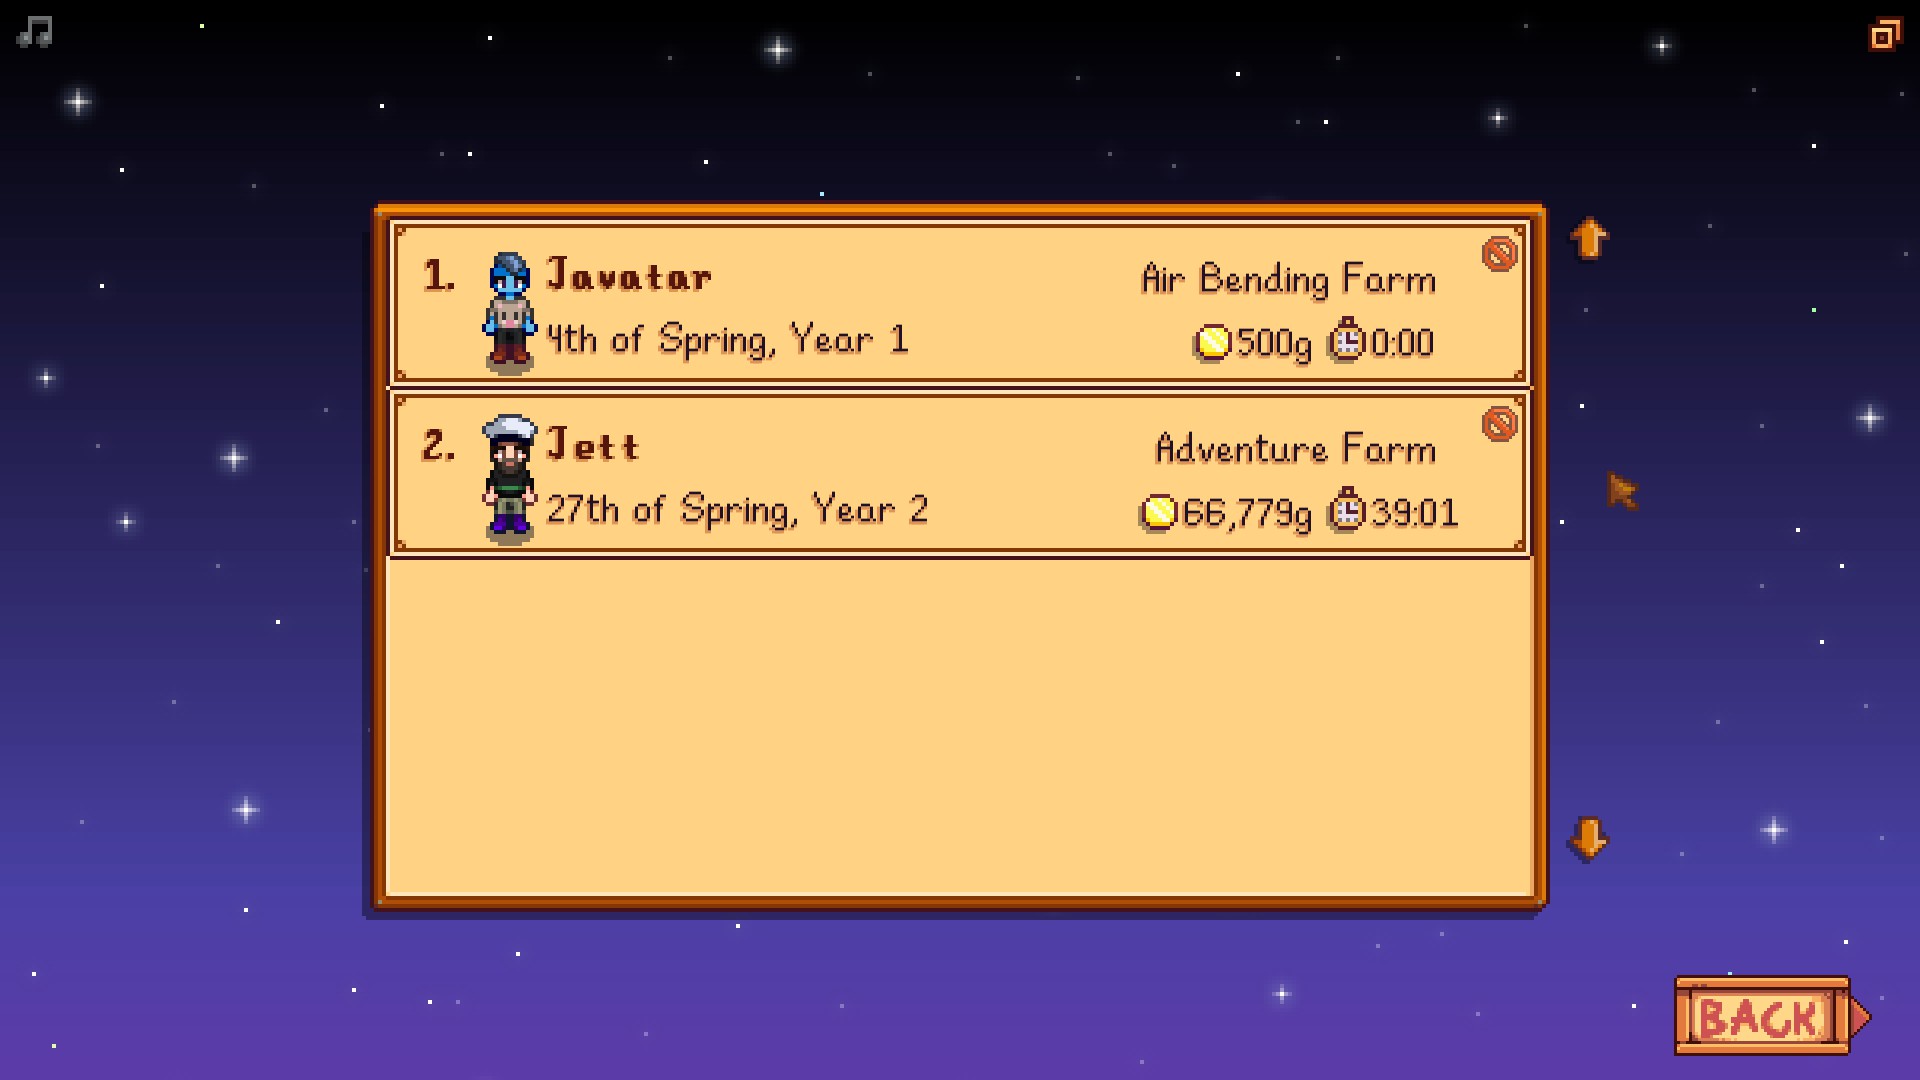 1. Javatar Air Bending Farm
4th of Spring, Year 1 500g 0:00
2. Jett Adventure Farm
27th of Spring, Year 2 66,779g 39:01
BACK